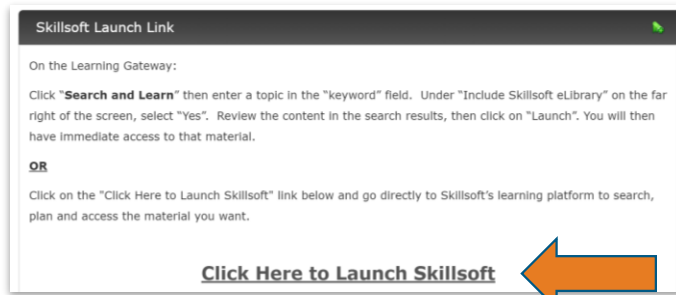 Skillsoft Launch Link
On the Learning Gateway:
Click “Search and Learn” then enter a topic in the “keyword” field.  Under “Include Skillsoft eLibrary” on the far
right of the screen, select “Yes”.  Review the content in the search results, then click on “Launch”. You will then
have immediate access to that material.
OR
Click on the "Click Here to Launch Skillsoft" link below and go directly to Skillsoft’s learning platform to search,
plan and access the material you want.
Click Here to Launch Skillsoft